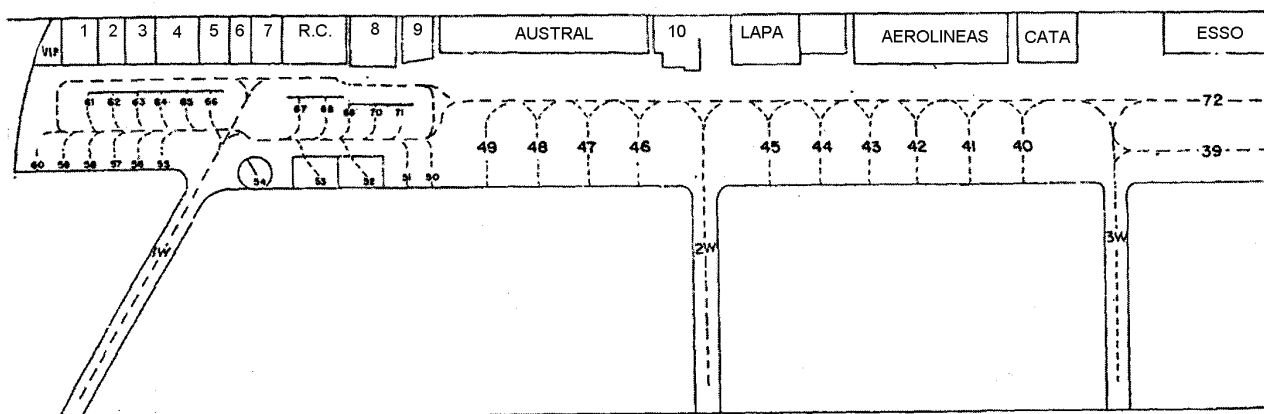 VIP 1 2 3 4 5 6 7 R.C. 8 9 AUSTRAL 10 LAPA AEROLINEAS CATA ESSO
61 62 63 64 65 66 67 68 69 70 71 72
49 48 47 46 45 44 43 42 41 40 39
60 59 58 57 56 55 54 53 52 51 50
1W 2W 3W